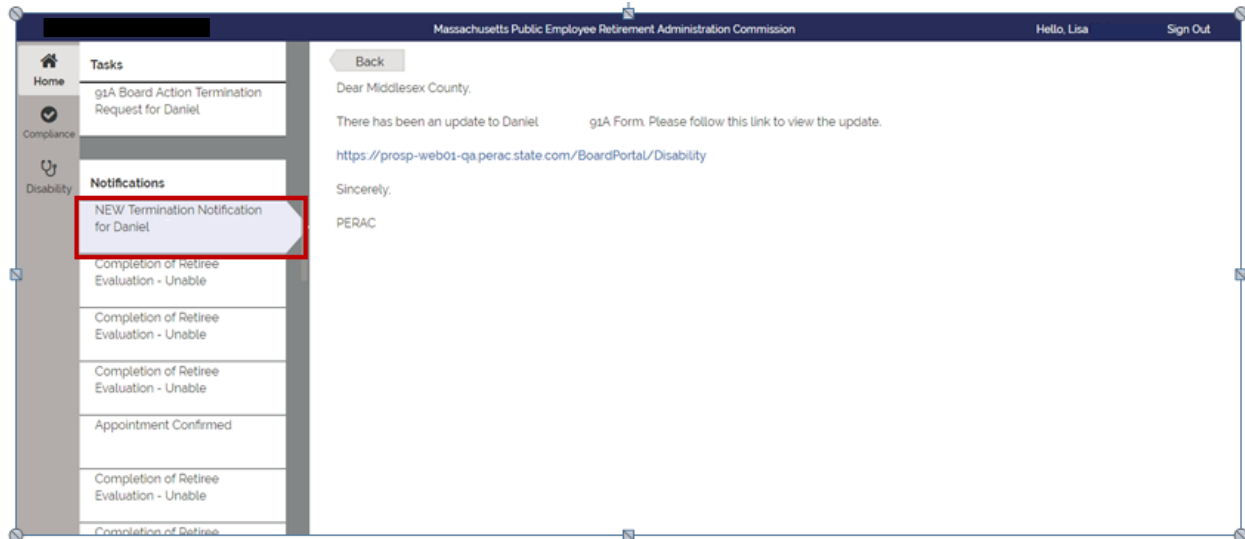 Massachusetts Public Employee Retirement Administration Commission
Hello, Lisa
Sign Out
Home
Compliance
Disability
Tasks
91A Board Action Termination
Request for Daniel
Notifications
NEW Termination Notification
for Daniel
Completion of Retiree
Evaluation - Unable
Completion of Retiree
Evaluation - Unable
Completion of Retiree
Evaluation - Unable
Appointment Confirmed
Completion of Retiree
Evaluation - Unable
Completion of Retiree
Back
Dear Middlesex County,
There has been an update to Daniel 91A Form. Please follow this link to view the update.
https://prosp-web01-qa.perac.state.com/BoardPortal/Disability
Sincerely,
PERAC